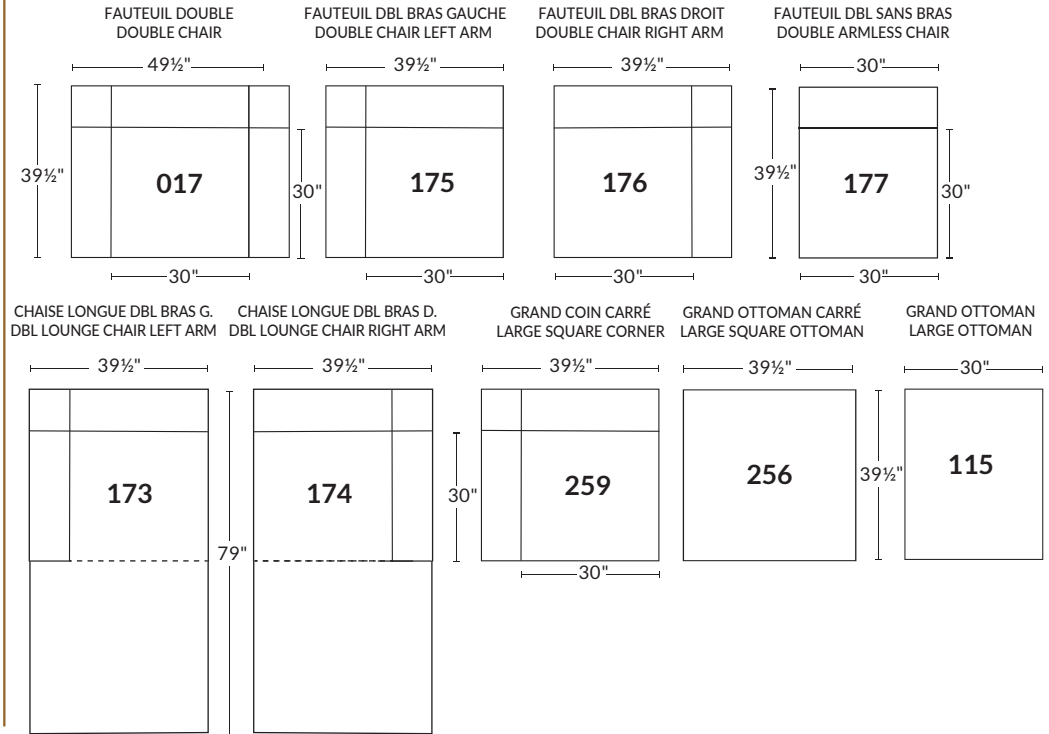 FAUTEUIL DOUBLE
DOUBLE CHAIR
FAUTEUIL DBL BRAS GAUCHE
DOUBLE CHAIR LEFT ARM
FAUTEUIL DBL BRAS DROIT
DOUBLE CHAIR RIGHT ARM
FAUTEUIL DBL SANS BRAS
DOUBLE ARMLESS CHAIR
49½"
39½"
39½"
30"
39½"
017
30"
175
176
39½"
177
30"
30"
30"
30"
30"
CHAISE LONGUE DBL BRAS G.
DBL LOUNGE CHAIR LEFT ARM
CHAISE LONGUE DBL BRAS D.
DBL LOUNGE CHAIR RIGHT ARM
GRAND COIN CARRÉ
LARGE SQUARE CORNER
GRAND OTTOMAN CARRÉ
LARGE SQUARE OTTOMAN
GRAND OTTOMAN
LARGE OTTOMAN
39½"
39½"
39½"
39½"
30"
173
79"
174
30"
259
256
39½"
115
30"